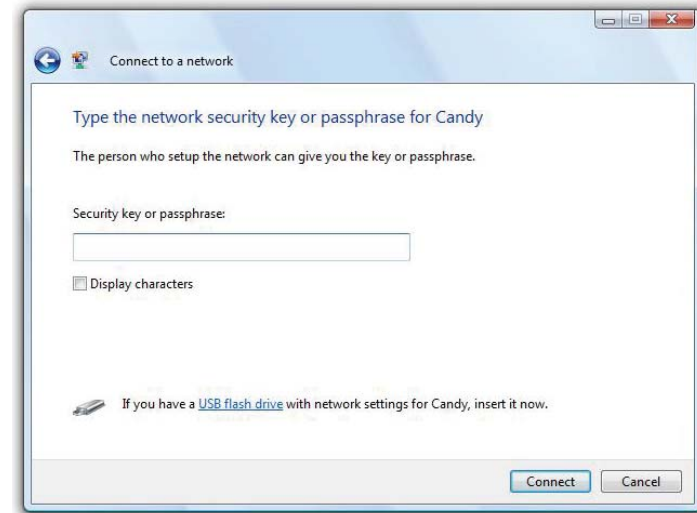 Connect to a network
Type the network security key or passphrase for Candy
The person who setup the network can give you the key or passphrase.
Security key or passphrase:
Display characters
If you have a USB flash drive with network settings for Candy, insert it now.
Connect Cancel